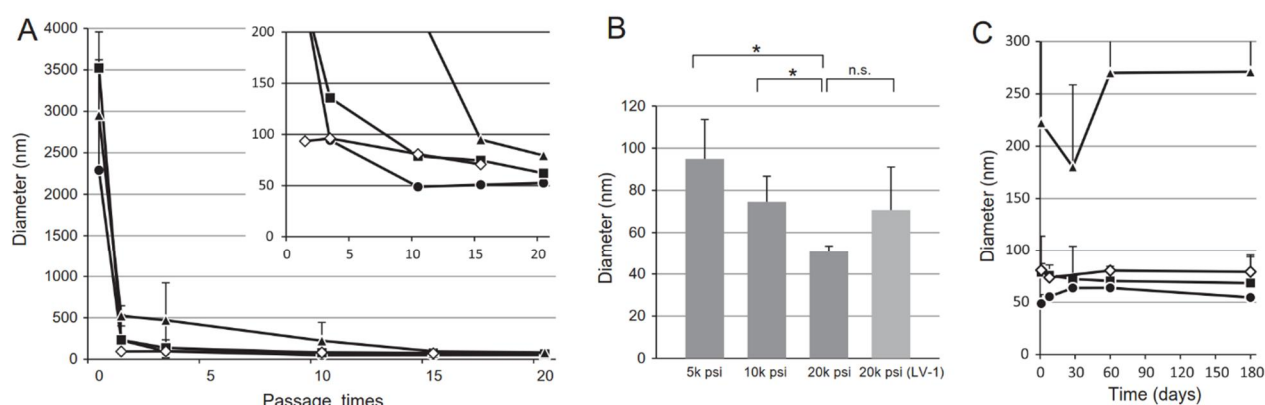 A
4000
3500
3000
2500
2000
1500
1000
500
0
Diameter (nm)
0 5 10 15 20
Passage times
200
150
100
50
0
0 5 10 15 20
B
* * n.s.
120
100
80
60
40
20
0
Diameter (nm)
5k psi 10k psi 20k psi 20k psi (LV-1)
C
300
250
200
150
100
50
0
Diameter (nm)
0 30 60 90 120 150 180
Time (days)